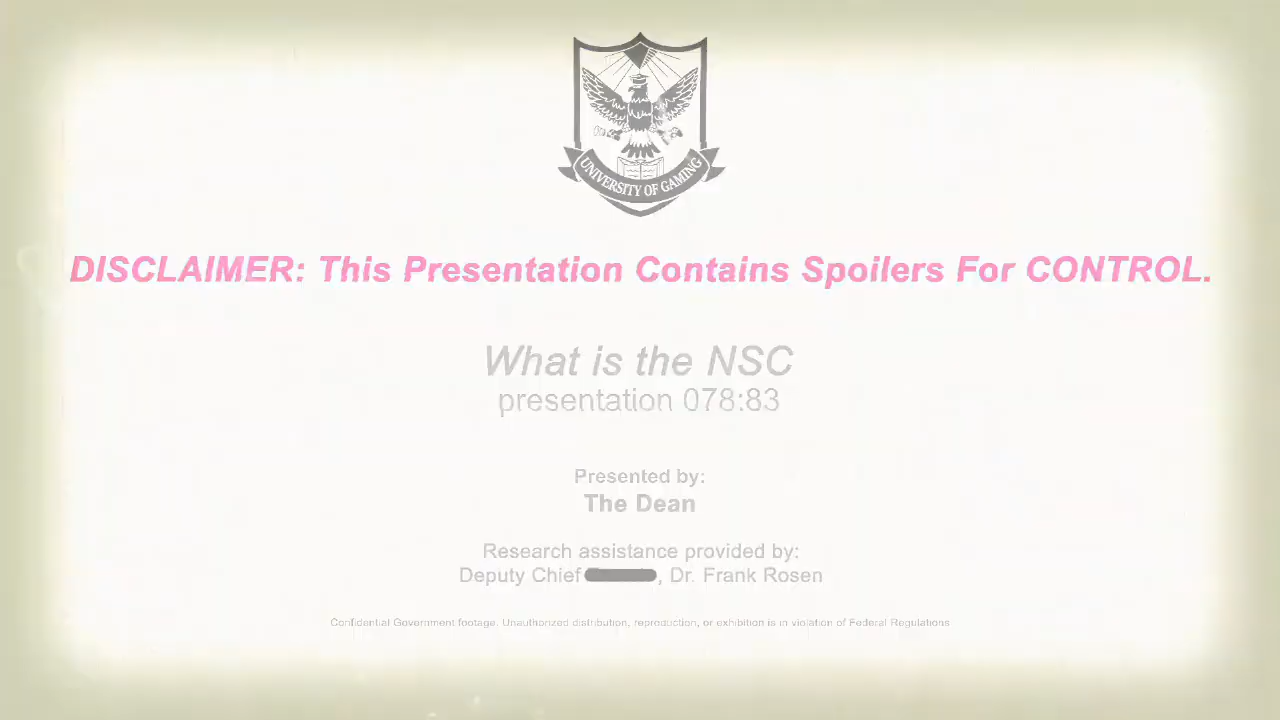 UNIVERSITY OF GAMING
DISCLAIMER: This Presentation Contains Spoilers For CONTROL.
What is the NSC
presentation 078:83
Presented by:
The Dean
Research assistance provided by:
Deputy Chief , Dr. Frank Rosen
Confidential Government footage. Unauthorized distribution, reproduction, or exhibition is in violation of Federal Regulations